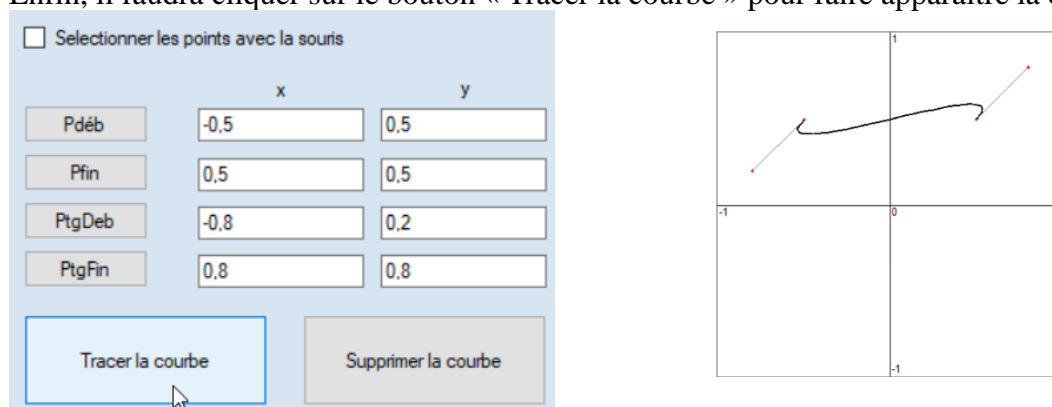 Enfin, il faudra cliquer sur le bouton « Tracer la courbe » pour faire apparaître la
Selectionner les points avec la souris
x y
Pdéb -0,5 0,5
Pfin 0,5 0,5
PtgDeb -0,8 0,2
PtgFin 0,8 0,8
Tracer la courbe Supprimer la courbe
1
-1 0
-1